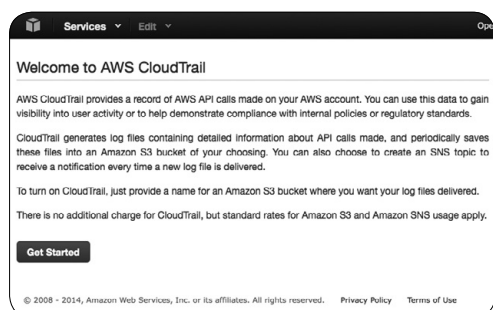 Services Edit Ope
Welcome to AWS CloudTrail
AWS CloudTrail provides a record of AWS API calls made on your AWS account. You can use this data to gain
visibility into user activity or to help demonstrate compliance with internal policies or regulatory standards.
CloudTrail generates log files containing detailed information about API calls made, and periodically saves
these files into an Amazon S3 bucket of your choosing. You can also choose to create an SNS topic to
receive a notification every time a new log file is delivered.
To turn on CloudTrail, just provide a name for an Amazon S3 bucket where you want your log files delivered.
There is no additional charge for CloudTrail, but standard rates for Amazon S3 and Amazon SNS usage apply.
Get Started
© 2008 - 2014, Amazon Web Services, Inc. or its affiliates. All rights reserved. Privacy Policy Terms of Use